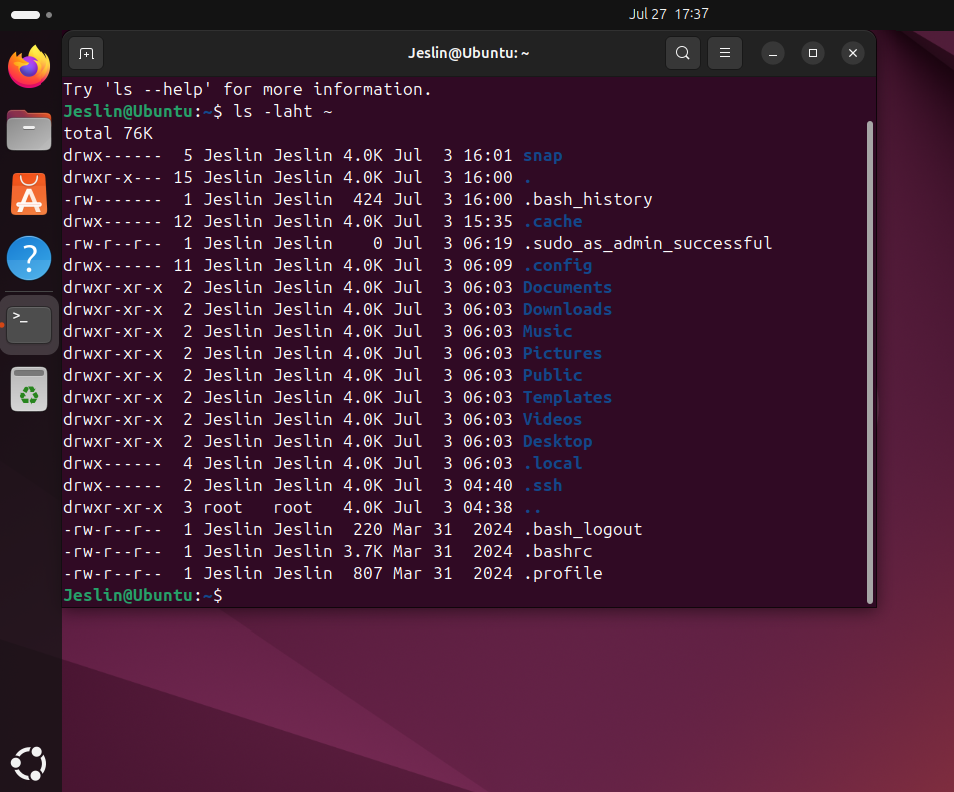 Jul 27 17:37
Jeslin@Ubuntu: ~
Try 'ls --help' for more information.
Jeslin@Ubuntu:~$ ls -laht ~
total 76K
drwx------  5 Jeslin Jeslin 4.0K Jul  3 16:01 snap
drwxr-x--- 15 Jeslin Jeslin 4.0K Jul  3 16:00 .
-rw-------  1 Jeslin Jeslin  424 Jul  3 16:00 .bash_history
drwx------ 12 Jeslin Jeslin 4.0K Jul  3 15:35 .cache
-rw-r--r--  1 Jeslin Jeslin    0 Jul  3 06:19 .sudo_as_admin_successful
drwx------ 11 Jeslin Jeslin 4.0K Jul  3 06:09 .config
drwxr-xr-x  2 Jeslin Jeslin 4.0K Jul  3 06:03 Documents
drwxr-xr-x  2 Jeslin Jeslin 4.0K Jul  3 06:03 Downloads
drwxr-xr-x  2 Jeslin Jeslin 4.0K Jul  3 06:03 Music
drwxr-xr-x  2 Jeslin Jeslin 4.0K Jul  3 06:03 Pictures
drwxr-xr-x  2 Jeslin Jeslin 4.0K Jul  3 06:03 Public
drwxr-xr-x  2 Jeslin Jeslin 4.0K Jul  3 06:03 Templates
drwxr-xr-x  2 Jeslin Jeslin 4.0K Jul  3 06:03 Videos
drwxr-xr-x  2 Jeslin Jeslin 4.0K Jul  3 06:03 Desktop
drwx------  4 Jeslin Jeslin 4.0K Jul  3 06:03 .local
drwx------  2 Jeslin Jeslin 4.0K Jul  3 04:40 .ssh
drwxr-xr-x  3 root   root   4.0K Jul  3 04:38 ..
-rw-r--r--  1 Jeslin Jeslin  220 Mar 31  2024 .bash_logout
-rw-r--r--  1 Jeslin Jeslin 3.7K Mar 31  2024 .bashrc
-rw-r--r--  1 Jeslin Jeslin  807 Mar 31  2024 .profile
Jeslin@Ubuntu:~$